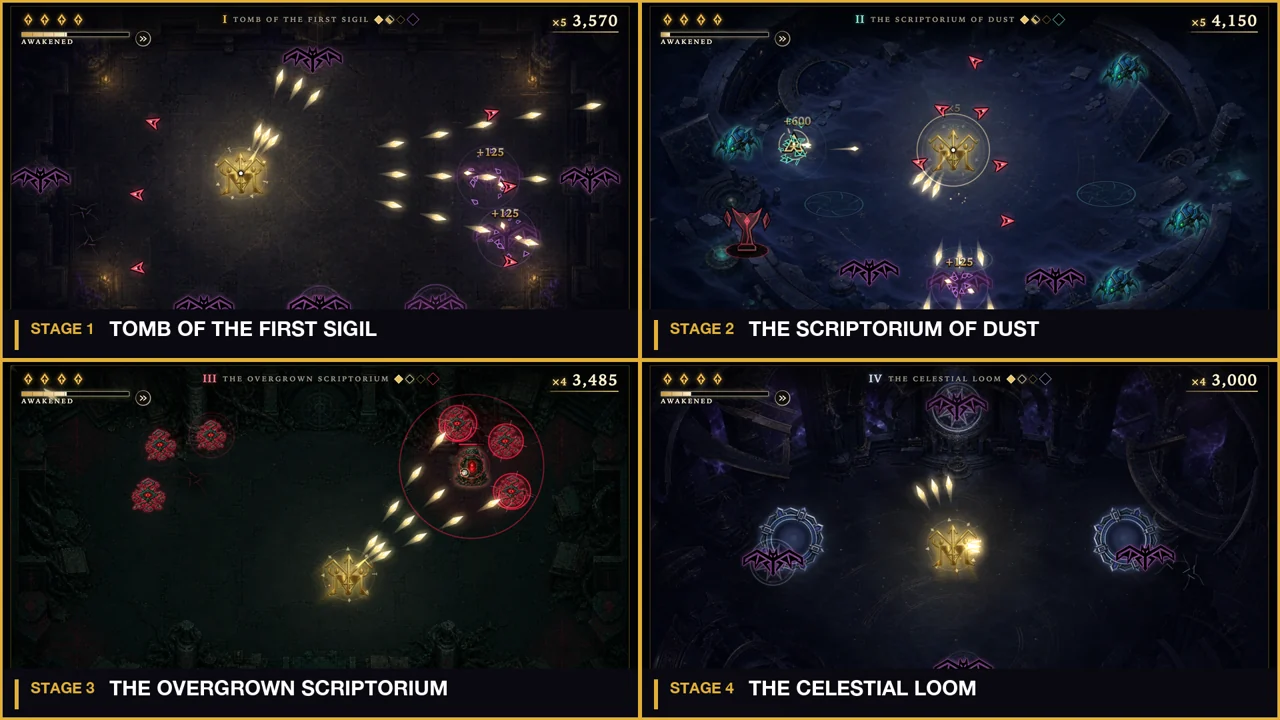 I TOMB OF THE FIRST SIGIL
×5 3,570
AWAKENED
+125
+125
STAGE 1 TOMB OF THE FIRST SIGIL
II THE SCRIPTORIUM OF DUST
×5 4,150
AWAKENED
+600
+125
STAGE 2 THE SCRIPTORIUM OF DUST
III THE OVERGROWN SCRIPTORIUM
×4 3,485
AWAKENED
STAGE 3 THE OVERGROWN SCRIPTORIUM
IV THE CELESTIAL LOOM
×4 3,000
AWAKENED
STAGE 4 THE CELESTIAL LOOM